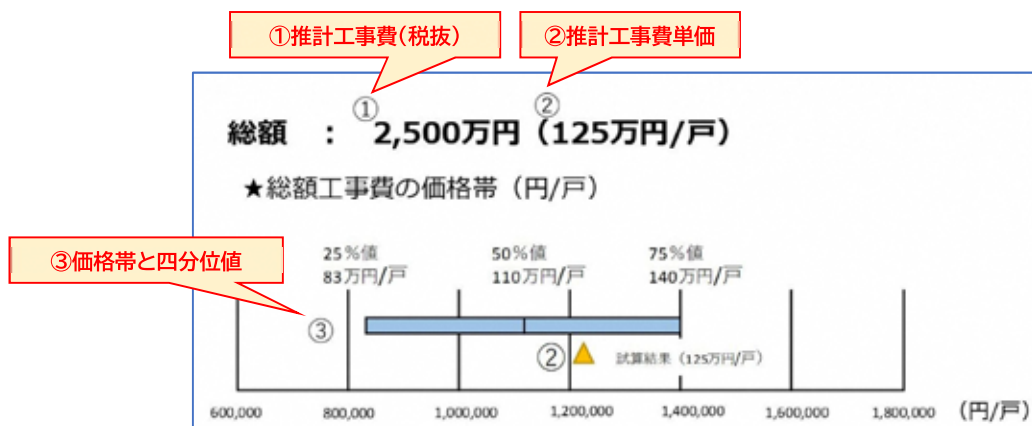 ①推計工事費(税抜)
②推計工事費単価
① ②
総額 : 2,500万円(125万円/戸)
★総額工事費の価格帯(円/戸)
③価格帯と四分位値
25%値 50%値 75%値
83万円/戸 110万円/戸 140万円/戸
③
② 試算結果(125万円/戸)
600,000 800,000 1,000,000 1,200,000 1,400,000 1,600,000 1,800,000 (円/戸)